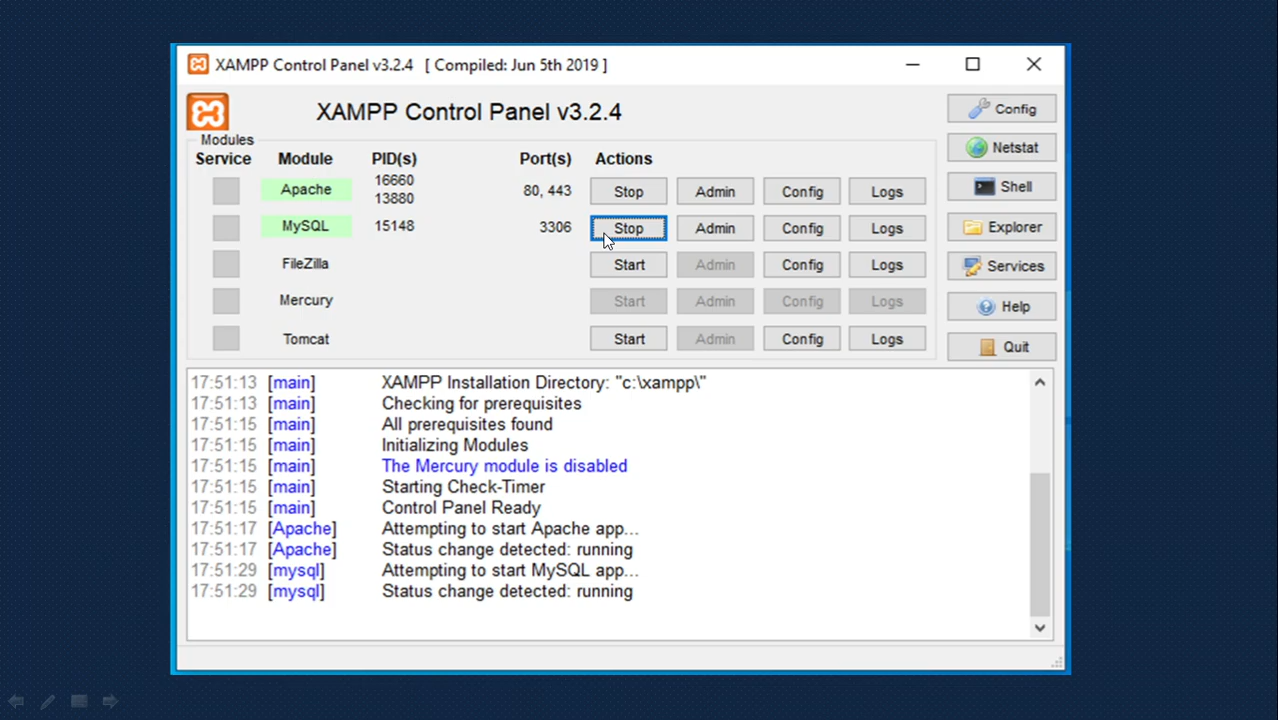 XAMPP Control Panel v3.2.4 [ Compiled: Jun 5th 2019 ]
XAMPP Control Panel v3.2.4
Config
Modules
Service Module PID(s) Port(s) Actions
Netstat
Apache 16660 13880 80, 443 Stop Admin Config Logs
Shell
MySQL 15148 3306 Stop Admin Config Logs
Explorer
FileZilla Start Admin Config Logs
Services
Mercury Start Admin Config Logs
Help
Tomcat Start Admin Config Logs
Quit
17:51:13 [main] XAMPP Installation Directory: "c:\xampp\"
17:51:13 [main] Checking for prerequisites
17:51:15 [main] All prerequisites found
17:51:15 [main] Initializing Modules
17:51:15 [main] The Mercury module is disabled
17:51:15 [main] Starting Check-Timer
17:51:15 [main] Control Panel Ready
17:51:17 [Apache] Attempting to start Apache app...
17:51:17 [Apache] Status change detected: running
17:51:29 [mysql] Attempting to start MySQL app...
17:51:29 [mysql] Status change detected: running